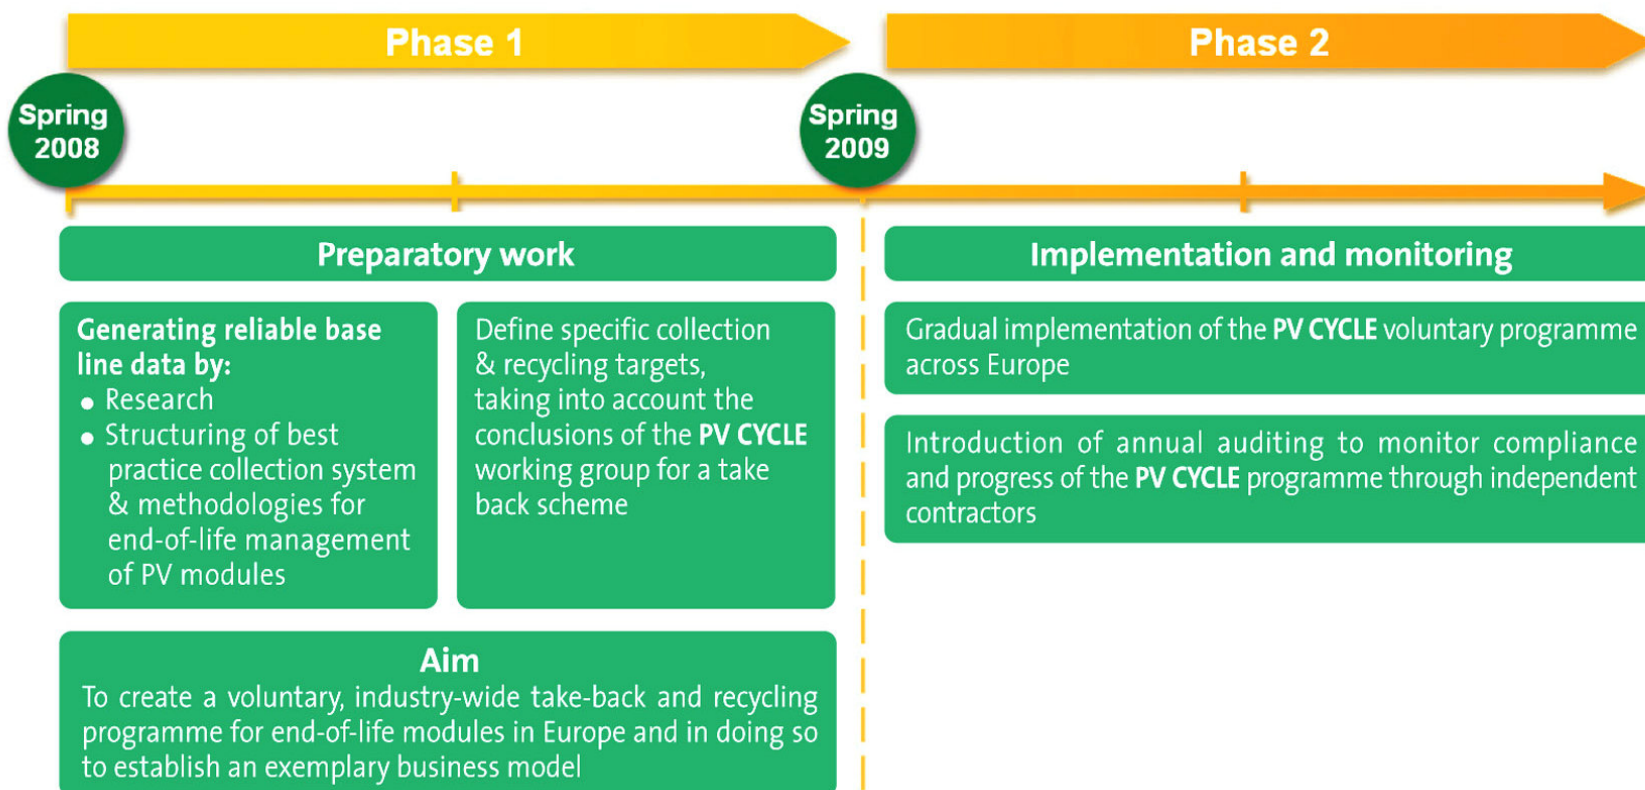 Phase 1
Phase 2
Spring
2008
Spring
2009
Preparatory work
Generating reliable base
line data by:
• Research
• Structuring of best
practice collection system
& methodologies for
end-of-life management
of PV modules
Define specific collection
& recycling targets,
taking into account the
conclusions of the PV CYCLE
working group for a take
back scheme
Aim
To create a voluntary, industry-wide take-back and recycling
programme for end-of-life modules in Europe and in doing so
to establish an exemplary business model
Implementation and monitoring
Gradual implementation of the PV CYCLE voluntary programme
across Europe
Introduction of annual auditing to monitor compliance
and progress of the PV CYCLE programme through independent
contractors